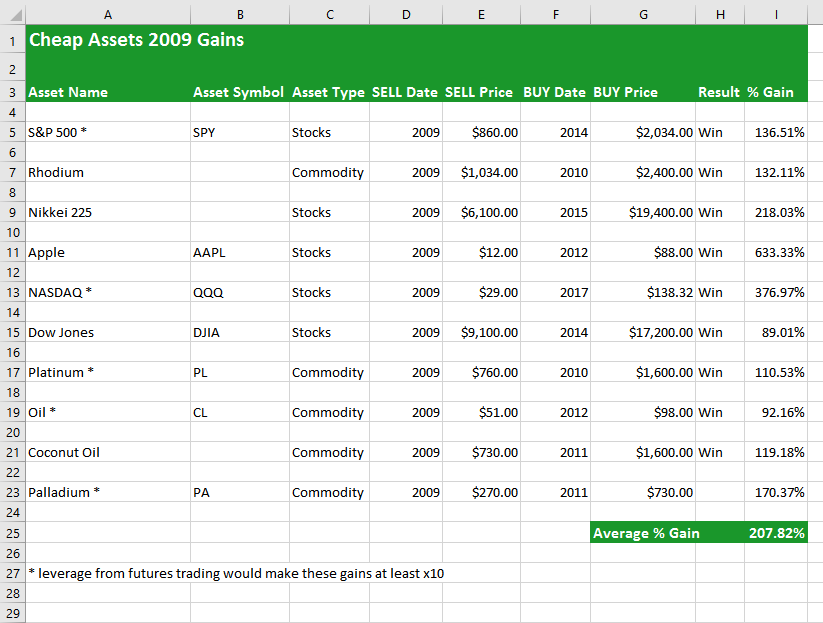 A B C D E F G H I
1 Cheap Assets 2009 Gains
2
3 Asset Name Asset Symbol Asset Type SELL Date SELL Price BUY Date BUY Price Result % Gain
4
5 S&P 500 * SPY Stocks 2009 $860.00 2014 $2,034.00 Win 136.51%
6
7 Rhodium Commodity 2009 $1,034.00 2010 $2,400.00 Win 132.11%
8
9 Nikkei 225 Stocks 2009 $6,100.00 2015 $19,400.00 Win 218.03%
10
11 Apple AAPL Stocks 2009 $12.00 2012 $88.00 Win 633.33%
12
13 NASDAQ * QQQ Stocks 2009 $29.00 2017 $138.32 Win 376.97%
14
15 Dow Jones DJIA Stocks 2009 $9,100.00 2014 $17,200.00 Win 89.01%
16
17 Platinum * PL Commodity 2009 $760.00 2010 $1,600.00 Win 110.53%
18
19 Oil * CL Commodity 2009 $51.00 2012 $98.00 Win 92.16%
20
21 Coconut Oil Commodity 2009 $730.00 2011 $1,600.00 Win 119.18%
22
23 Palladium * PA Commodity 2009 $270.00 2011 $730.00 170.37%
24
25 Average % Gain 207.82%
26
27 * leverage from futures trading would make these gains at least x10
28
29